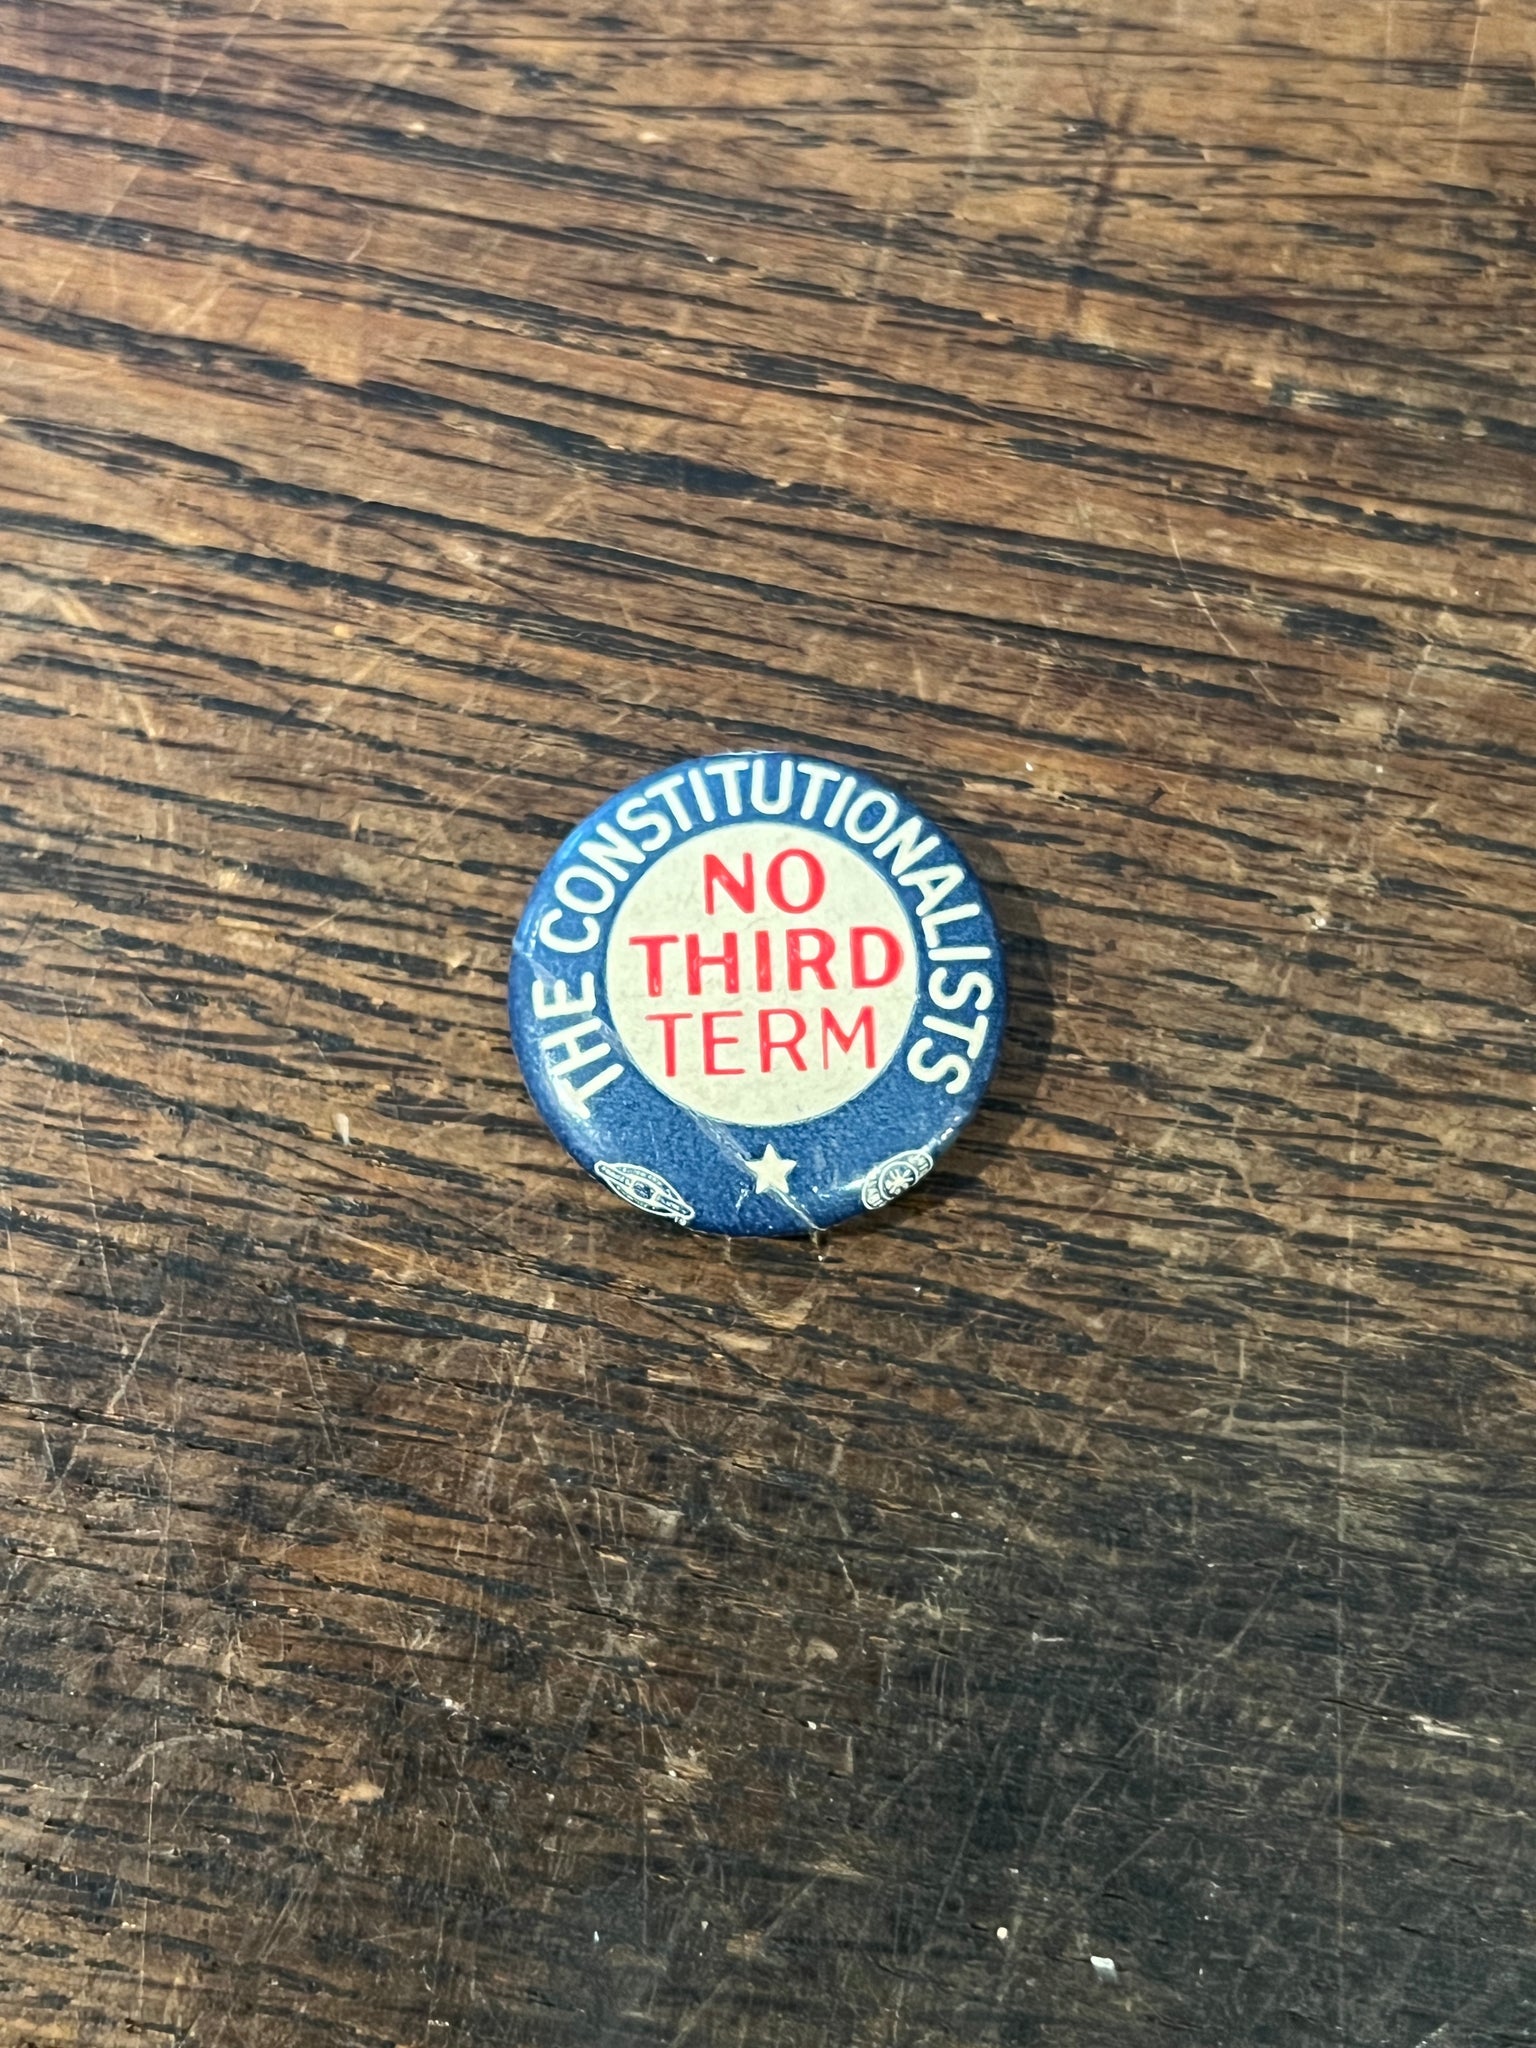 THE CONSTITUTIONALISTS
NO
THIRD
TERM